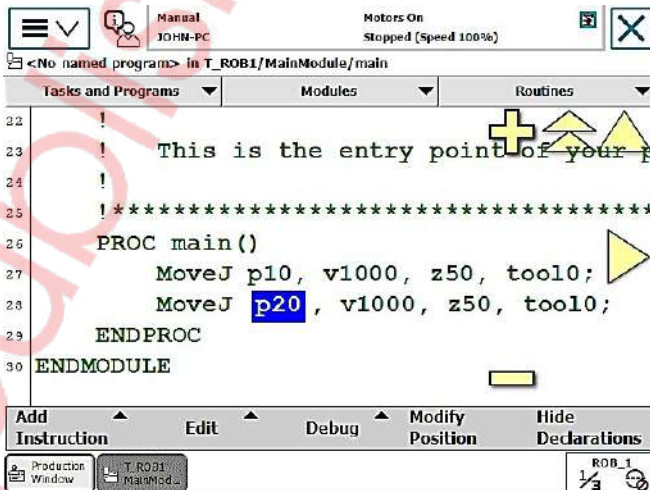 Manual
JOHN-PC
Motors On
Stopped (Speed 100%)
<No named program> in T_ROB1/MainModule/main
Tasks and Programs
Modules
Routines
22 !
23 ! This is the entry point of your p
24 !
25 !************************************
26 PROC main()
27 MoveJ p10, v1000, z50, tool0;
28 MoveJ p20, v1000, z50, tool0;
29 ENDPROC
30 ENDMODULE
Add Instruction
Edit
Debug
Modify Position
Hide Declarations
Production Window
T_ROB1 MainMod...
ROB_1
1/3